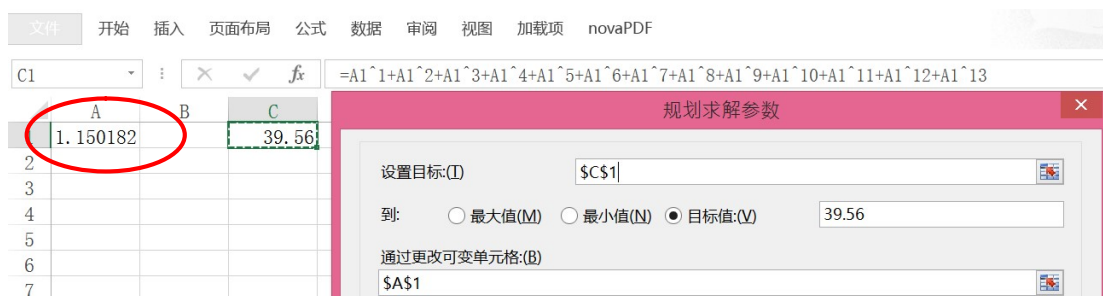 文件 开始 插入 页面布局 公式 数据 审阅 视图 加载项 novaPDF
C1 fx =A1^1+A1^2+A1^3+A1^4+A1^5+A1^6+A1^7+A1^8+A1^9+A1^10+A1^11+A1^12+A1^13
A B C
1 1.150182 39.56
2
3
4
5
6
7
规划求解参数
设置目标:(T) $C$1
到: 最大值(M) 最小值(N) 目标值:(V) 39.56
通过更改可变单元格:(B)
$A$1